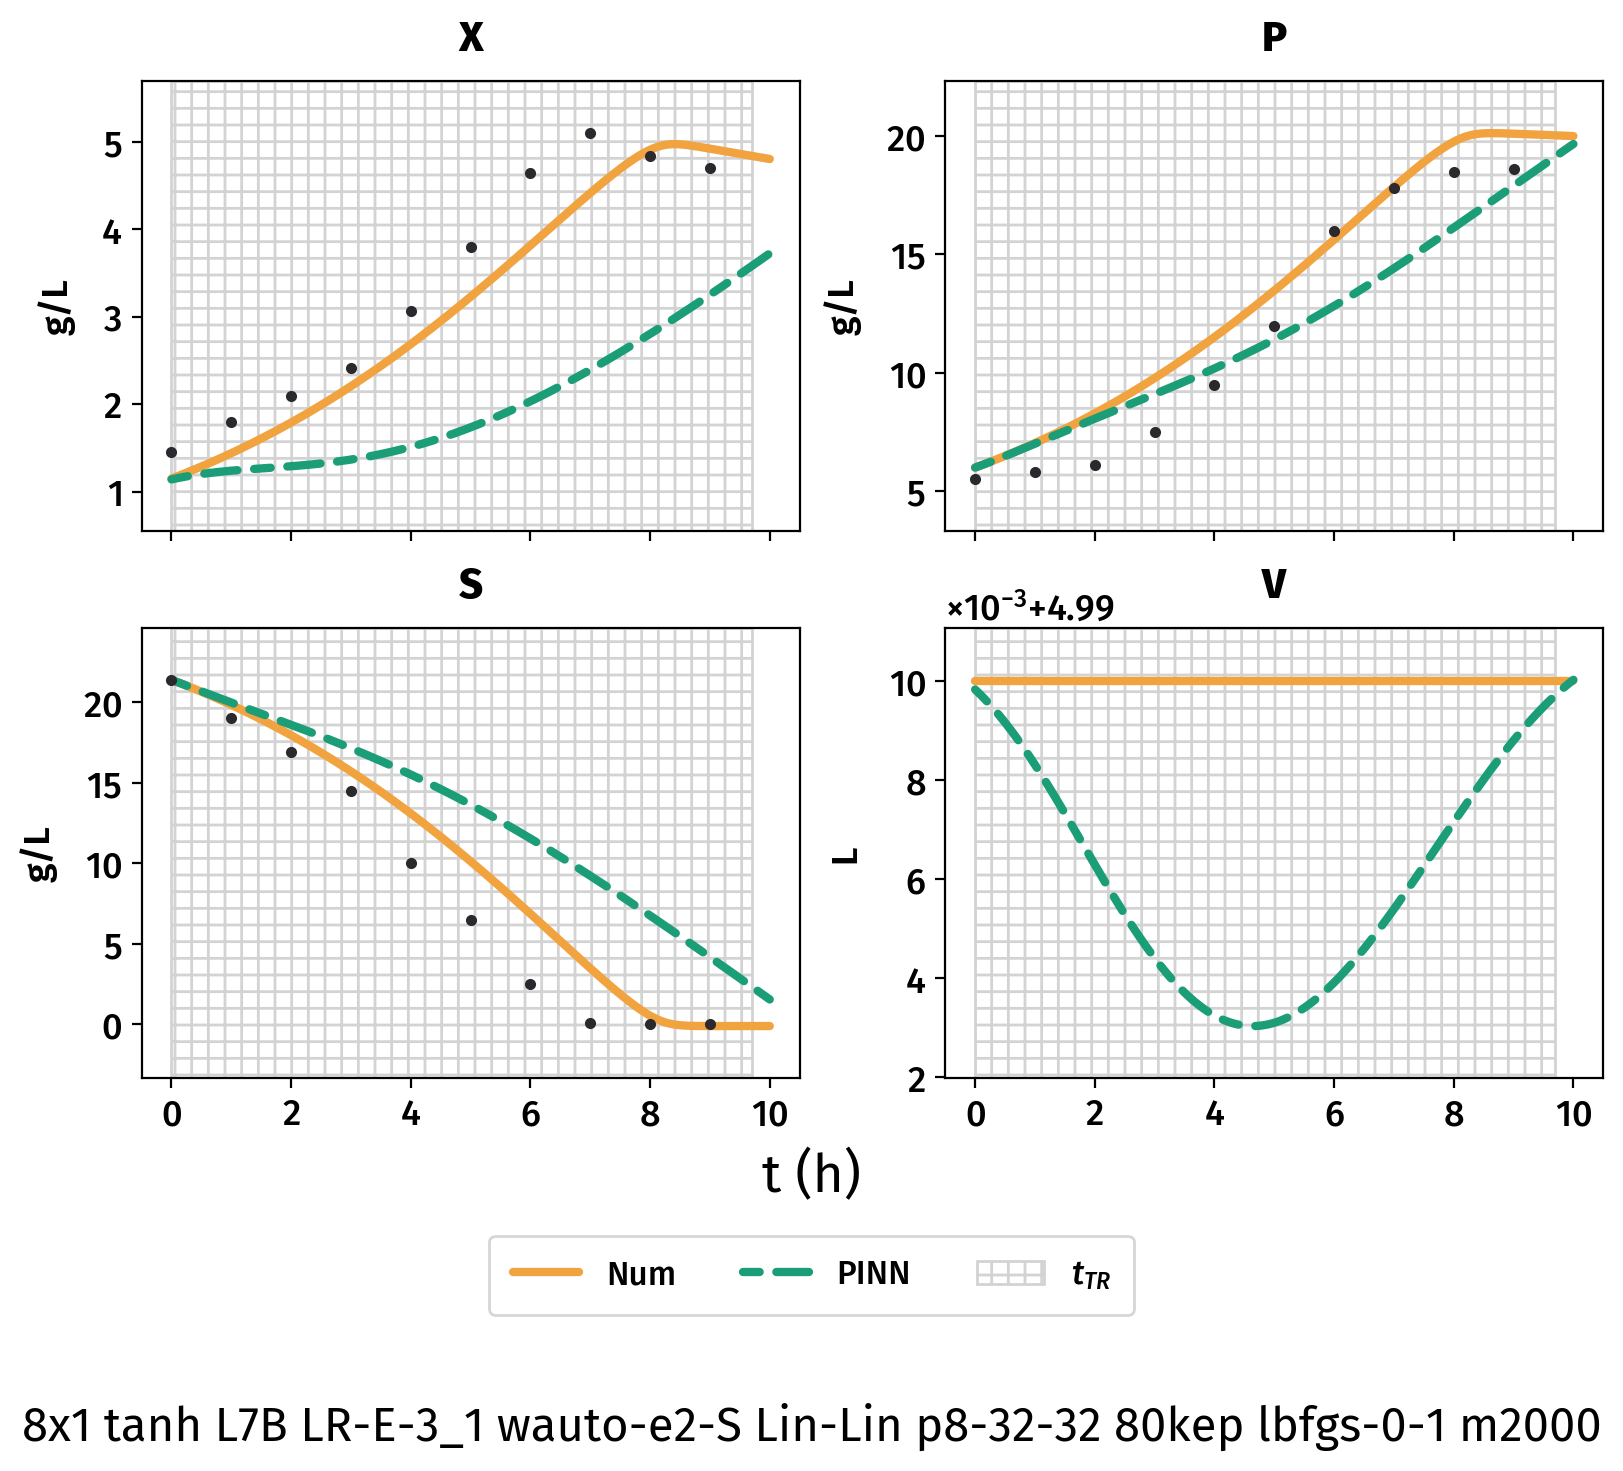 X
P
5
4
3
2
1
g/L
20
15
10
5
g/L
S
V
×10⁻³+4.99
20
15
10
5
0
g/L
10
8
6
4
2
L
0 2 4 6 8 10
0 2 4 6 8 10
t (h)
Num PINN t_TR
8x1 tanh L7B LR-E-3_1 wauto-e2-S Lin-Lin p8-32-32 80kep lbfgs-0-1 m2000